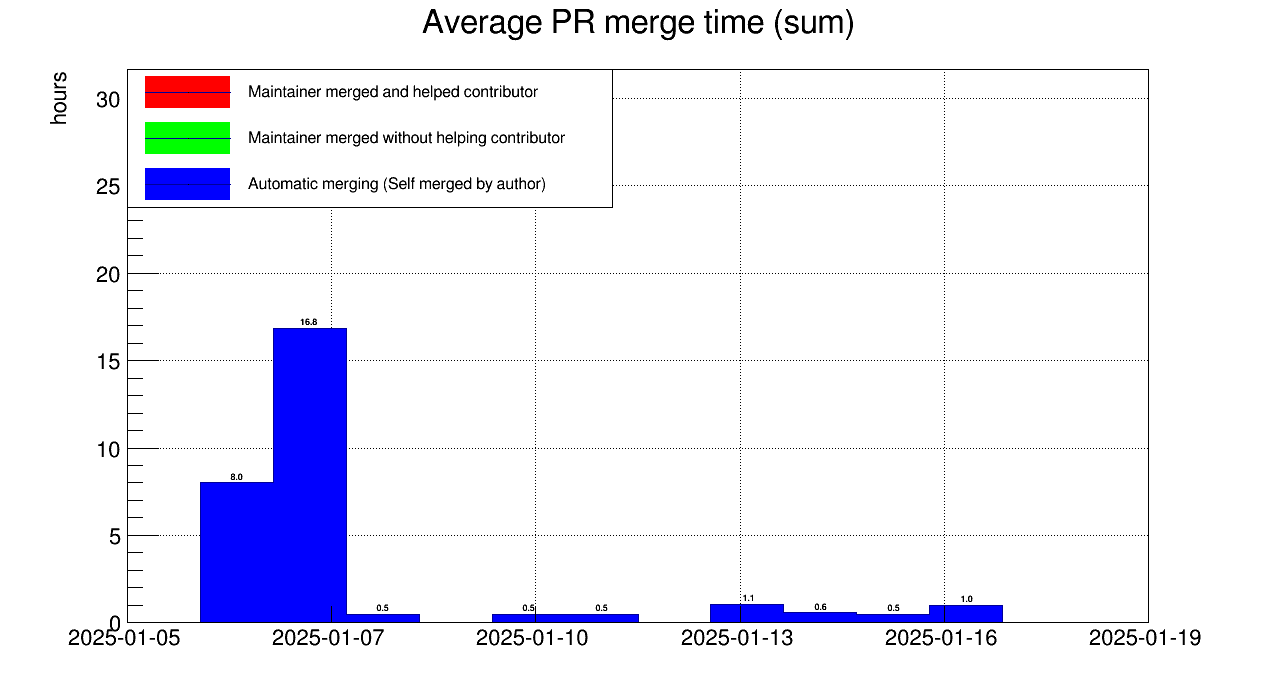 Average PR merge time (sum)
hours
30
25
20
15
10
5
0
Maintainer merged and helped contributor
Maintainer merged without helping contributor
Automatic merging (Self merged by author)
16.8
8.0
0.5
0.5
0.5
1.1
0.6
0.5
1.0
2025-01-05 2025-01-07 2025-01-10 2025-01-13 2025-01-16 2025-01-19